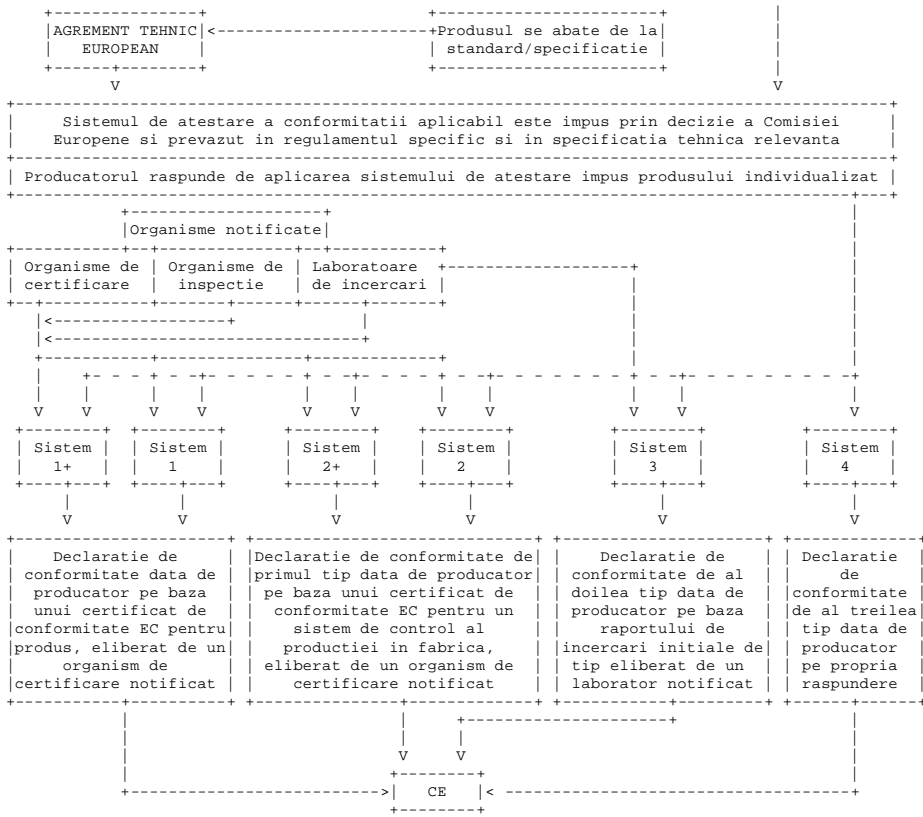 AGREMENT TEHNIC
EUROPEAN
Produsul se abate de la
standard/specificatie
Sistemul de atestare a conformitatii aplicabil este impus prin decizie a Comisiei
Europene si prevazut in regulamentul specific si in specificatia tehnica relevanta
Producatorul raspunde de aplicarea sistemului de atestare impus produsului individualizat
Organisme notificate
Organisme de
certificare
Organisme de
inspectie
Laboratoare
de incercari
Sistem
1+
Sistem
1
Sistem
2+
Sistem
2
Sistem
3
Sistem
4
Declaratie de
conformitate data de
producator pe baza
unui certificat de
conformitate EC pentru
produs, eliberat de un
organism de
certificare notificat
Declaratie de conformitate de
primul tip data de producator
pe baza unui certificat de
conformitate EC pentru un
sistem de control al
productiei in fabrica,
eliberat de un organism de
certificare notificat
Declaratie de
conformitate de al
doilea tip data de
producator pe baza
raportului de
incercari initiale de
tip eliberat de un
laborator notificat
Declaratie
de
conformitate
de al treilea
tip data de
producator
pe propria
raspundere
CE